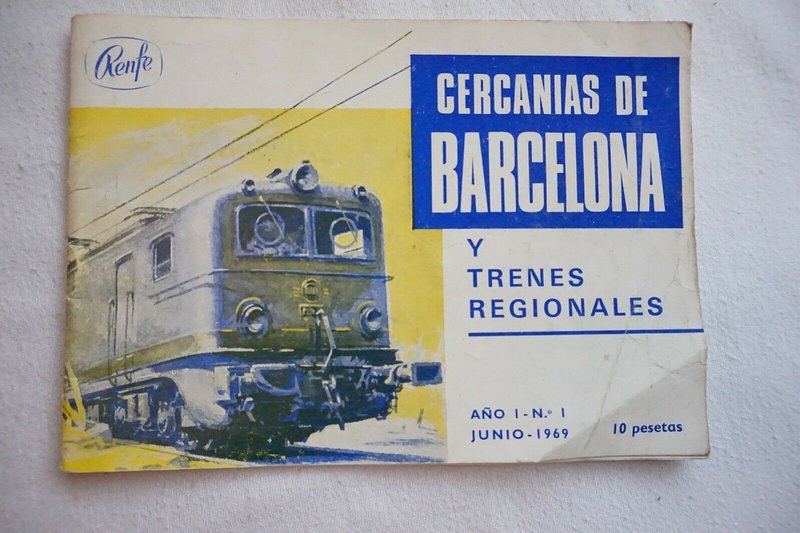 Renfe
CERCANIAS DE
BARCELONA
Y
TRENES
REGIONALES
AÑO I - N.º 1
JUNIO - 1969
10 pesetas